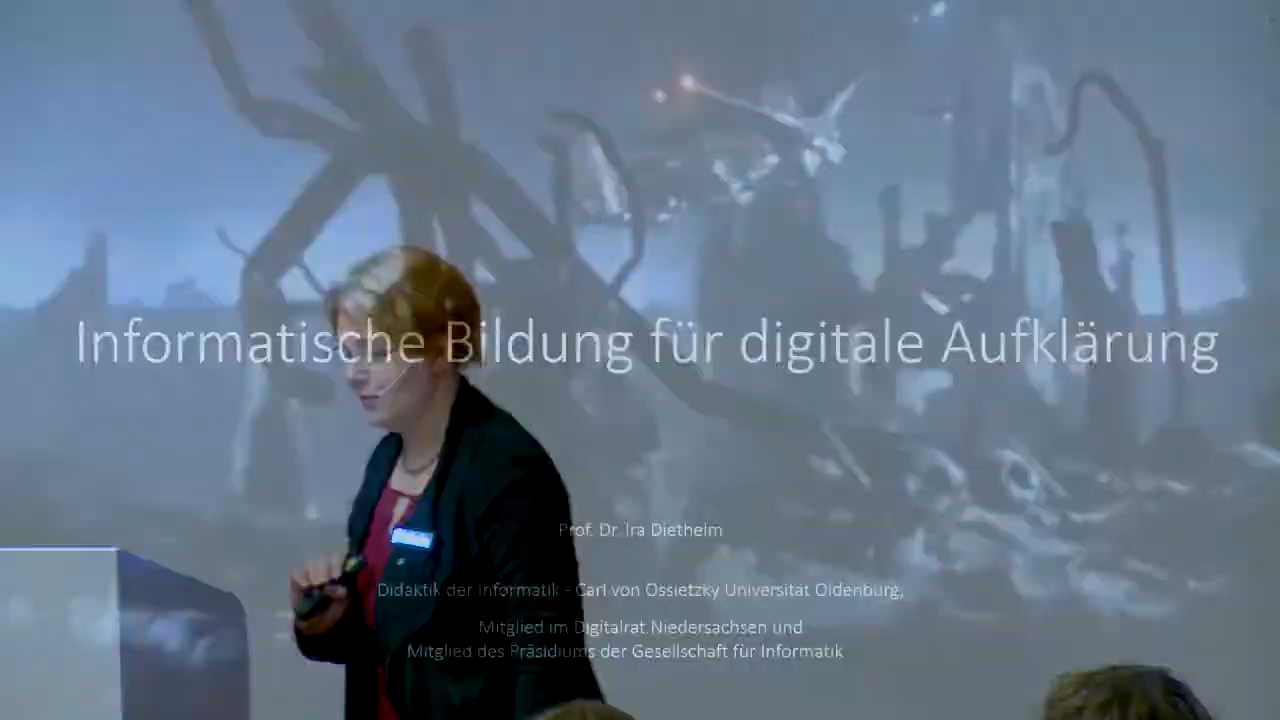 Informatische Bildung für digitale Aufklärung
Prof. Dr. Ira Diethelm
Didaktik der Informatik - Carl von Ossietzky Universität Oldenburg,
Mitglied im Digitalrat Niedersachsen und
Mitglied des Präsidiums der Gesellschaft für Informatik